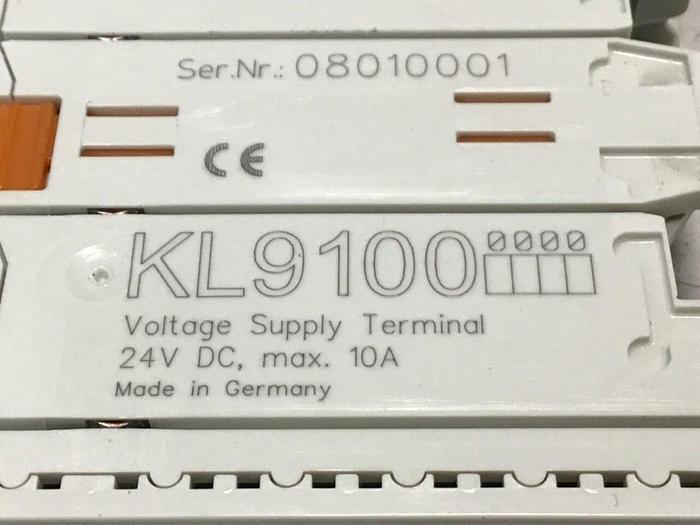 Ser.Nr.: 08010001
CE
KL9100 0000
Voltage Supply Terminal
24V DC, max. 10A
Made in Germany